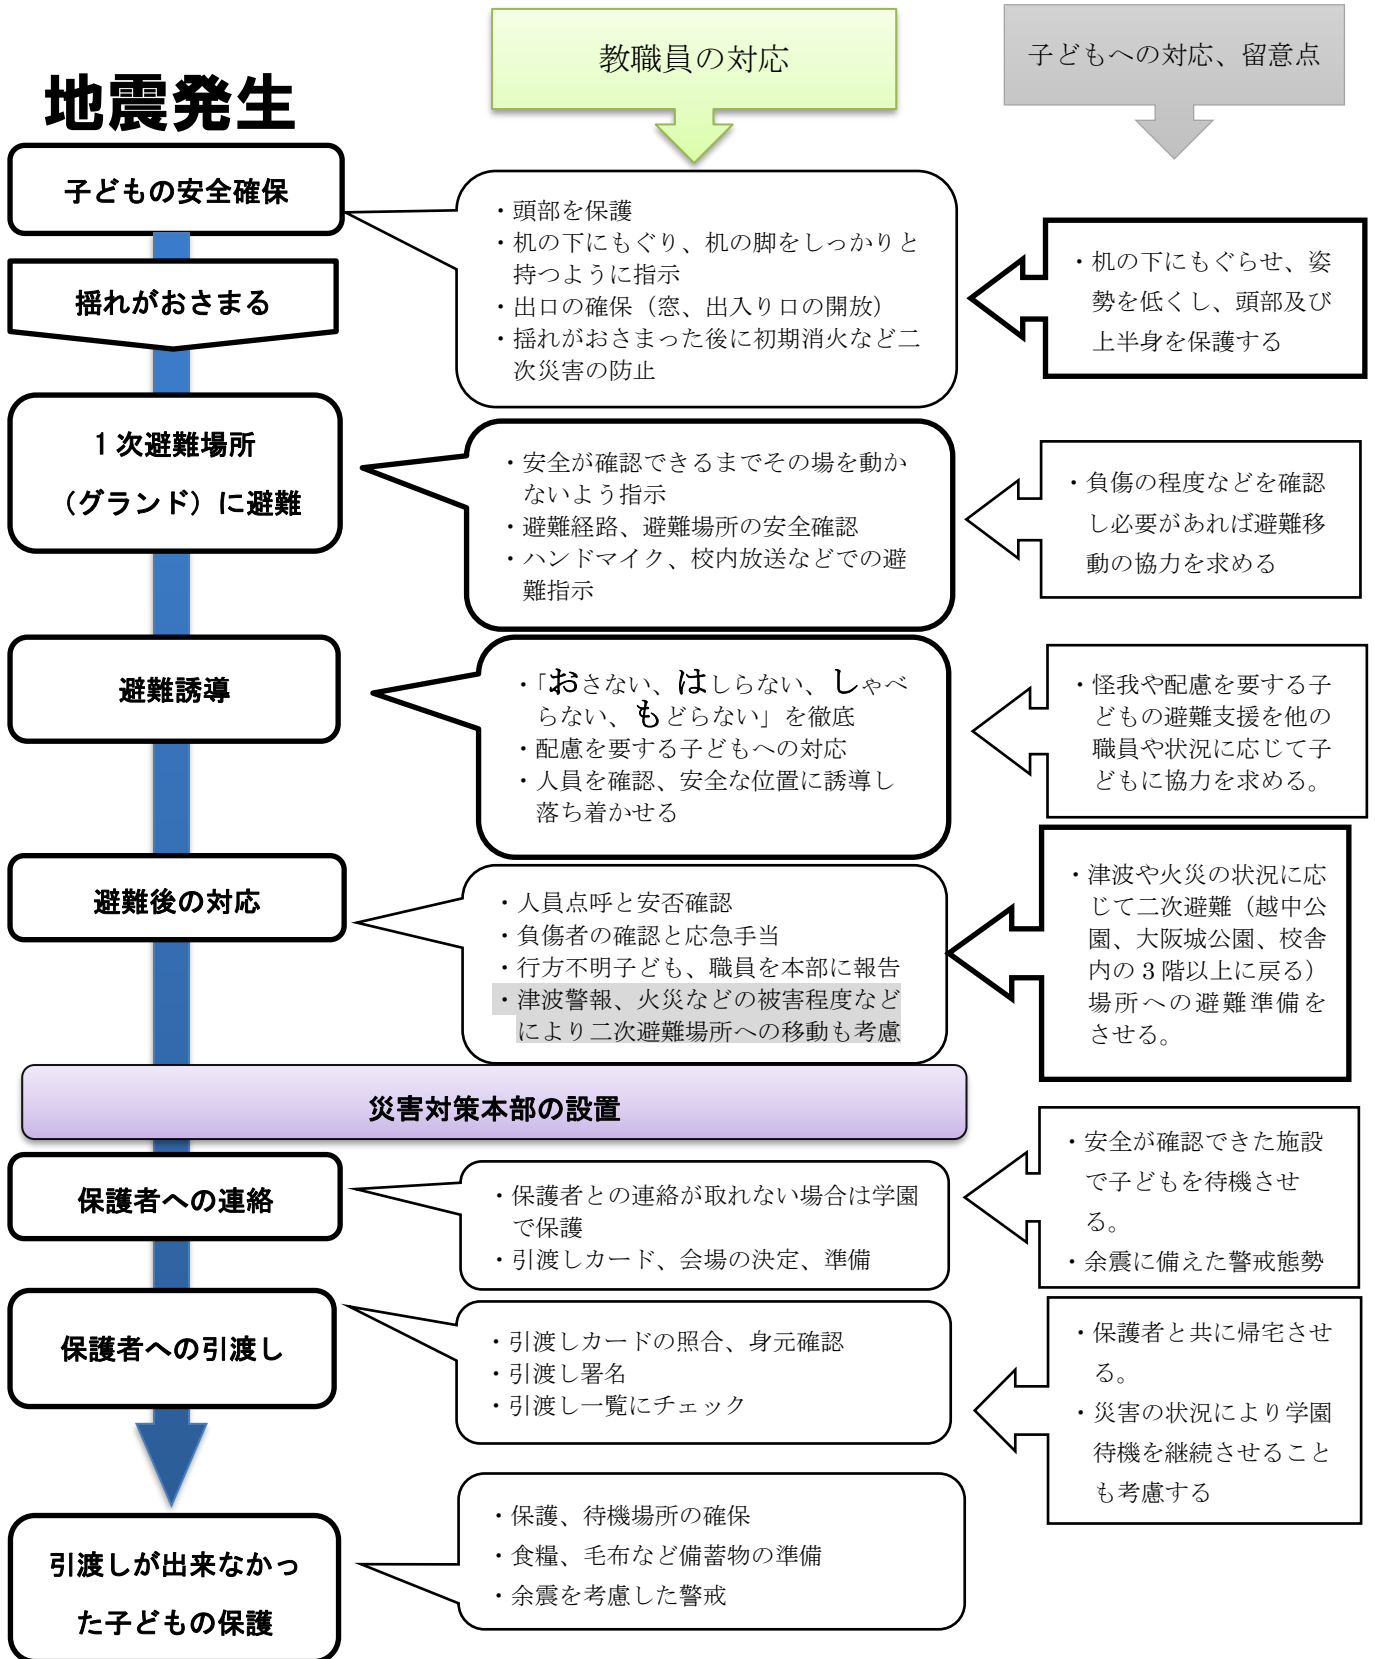 教職員の対応
子どもへの対応、留意点
地震発生
子どもの安全確保
・頭部を保護
・机の下にもぐり、机の脚をしっかりと
持つように指示
・出口の確保（窓、出入り口の開放）
・揺れがおさまった後に初期消火など二
次災害の防止
・机の下にもぐらせ、姿
勢を低くし、頭部及び
上半身を保護する
揺れがおさまる
１次避難場所
（グランド）に避難
・安全が確認できるまでその場を動か
ないよう指示
・避難経路、避難場所の安全確認
・ハンドマイク、校内放送などでの避
難指示
・負傷の程度などを確認
し必要があれば避難移
動の協力を求める
避難誘導
・「おさない、はしらない、しゃべ
らない、もどらない」を徹底
・配慮を要する子どもへの対応
・人員を確認、安全な位置に誘導し
落ち着かせる
・怪我や配慮を要する子
どもの避難支援を他の
職員や状況に応じて子
どもに協力を求める。
避難後の対応
・人員点呼と安否確認
・負傷者の確認と応急手当
・行方不明子ども、職員を本部に報告
・津波警報、火災などの被害程度など
により二次避難場所への移動も考慮
・津波や火災の状況に応
じて二次避難（越中公
園、大阪城公園、校舎
内の３階以上に戻る）
場所への避難準備を
させる。
災害対策本部の設置
保護者への連絡
・保護者との連絡が取れない場合は学園
で保護
・引渡しカード、会場の決定、準備
・安全が確認できた施設
で子どもを待機させ
る。
・余震に備えた警戒態勢
保護者への引渡し
・引渡しカードの照合、身元確認
・引渡し署名
・引渡し一覧にチェック
・保護者と共に帰宅させ
る。
・災害の状況により学園
待機を継続させること
も考慮する
引渡しが出来なかっ
た子どもの保護
・保護、待機場所の確保
・食糧、毛布など備蓄物の準備
・余震を考慮した警戒